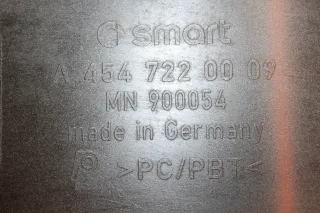 smart
A 454 722 00 09
MN 900054
made in Germany
>PC/PBT<